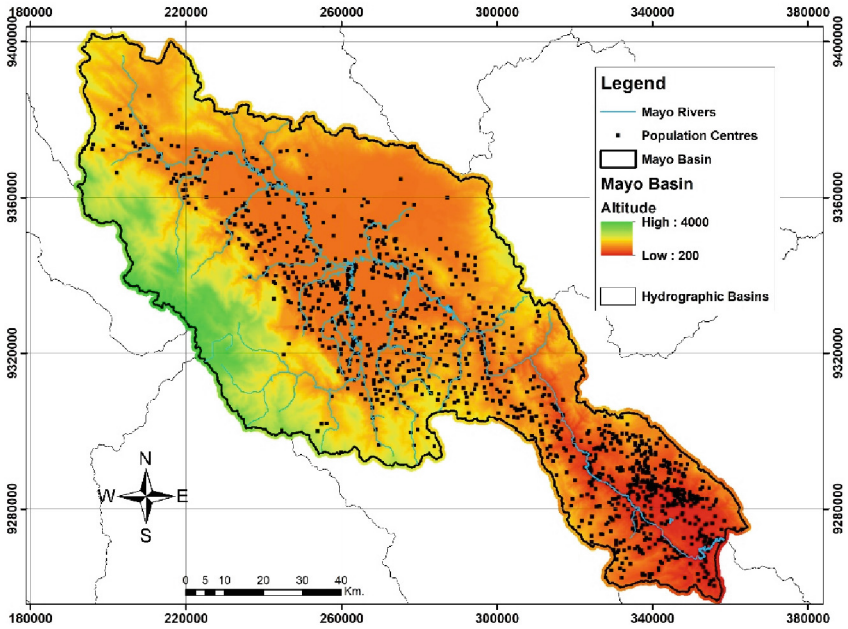 180000 220000 260000 300000 340000 380000
9400000 9400000
9360000 9360000
9320000 9320000
9280000 9280000
Legend
Mayo Rivers
Population Centres
Mayo Basin
Mayo Basin
Altitude
High : 4000
Low : 200
Hydrographic Basins
N
W E
S
0 5 10 20 30 40
Km.
180000 220000 260000 300000 340000 380000